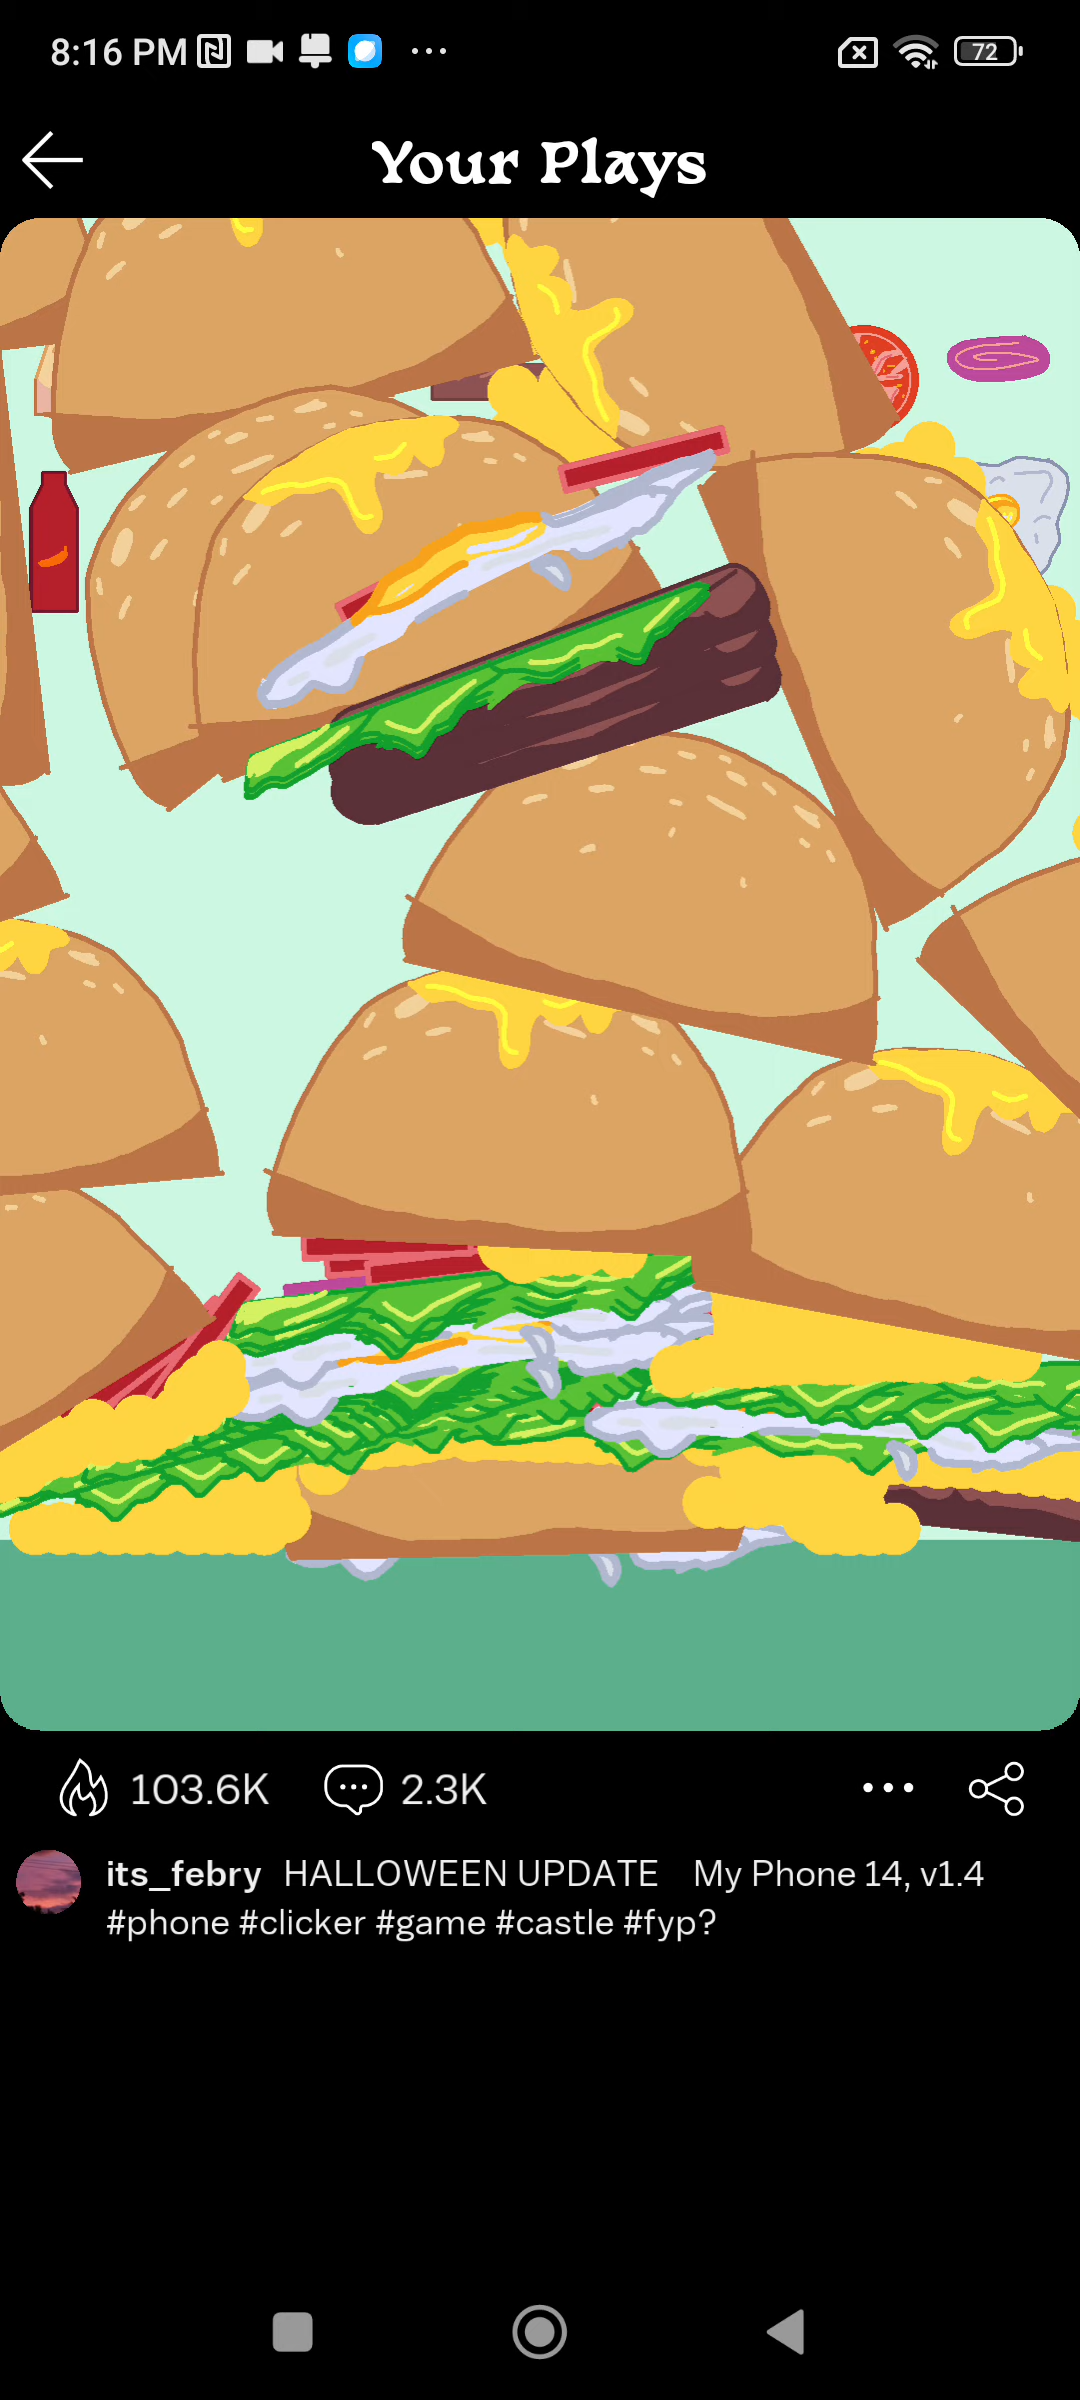 8:16 PM 72
Your Plays
103.6K 2.3K
its_febry HALLOWEEN UPDATE My Phone 14, v1.4
#phone #clicker #game #castle #fyp?